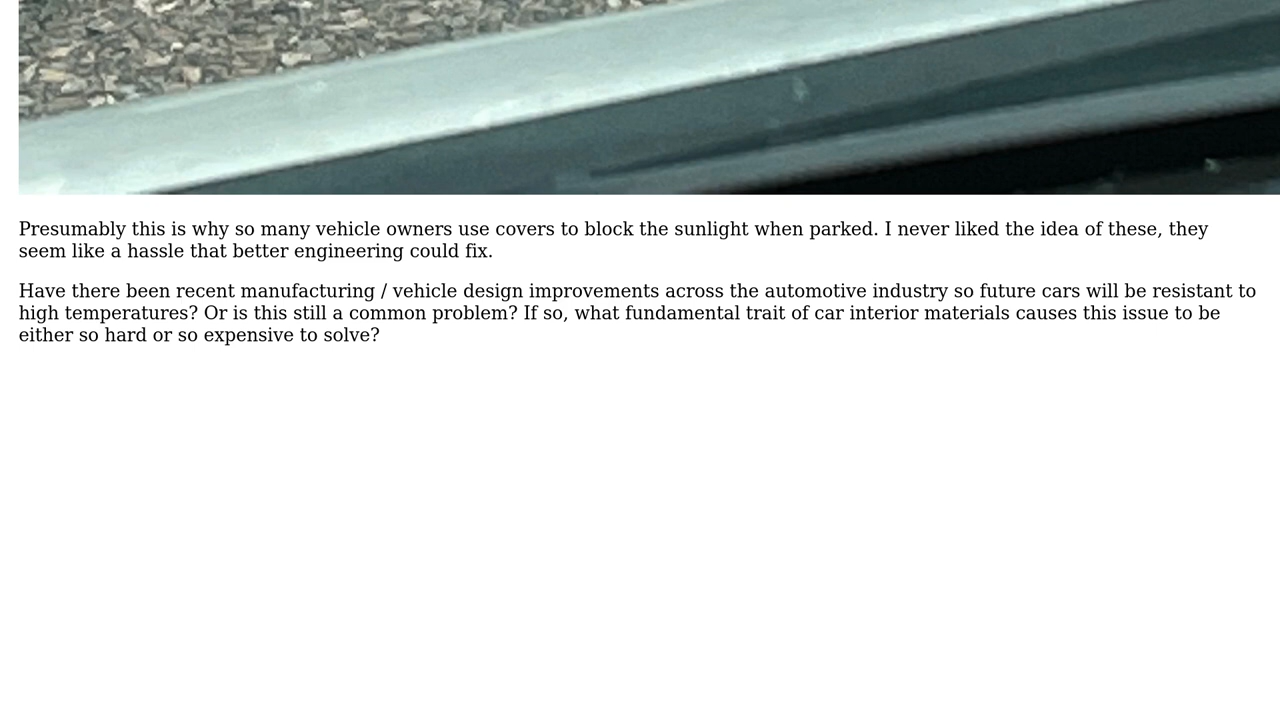 Presumably this is why so many vehicle owners use covers to block the sunlight when parked. I never liked the idea of these, they
seem like a hassle that better engineering could fix.
Have there been recent manufacturing / vehicle design improvements across the automotive industry so future cars will be resistant to
high temperatures? Or is this still a common problem? If so, what fundamental trait of car interior materials causes this issue to be
either so hard or so expensive to solve?